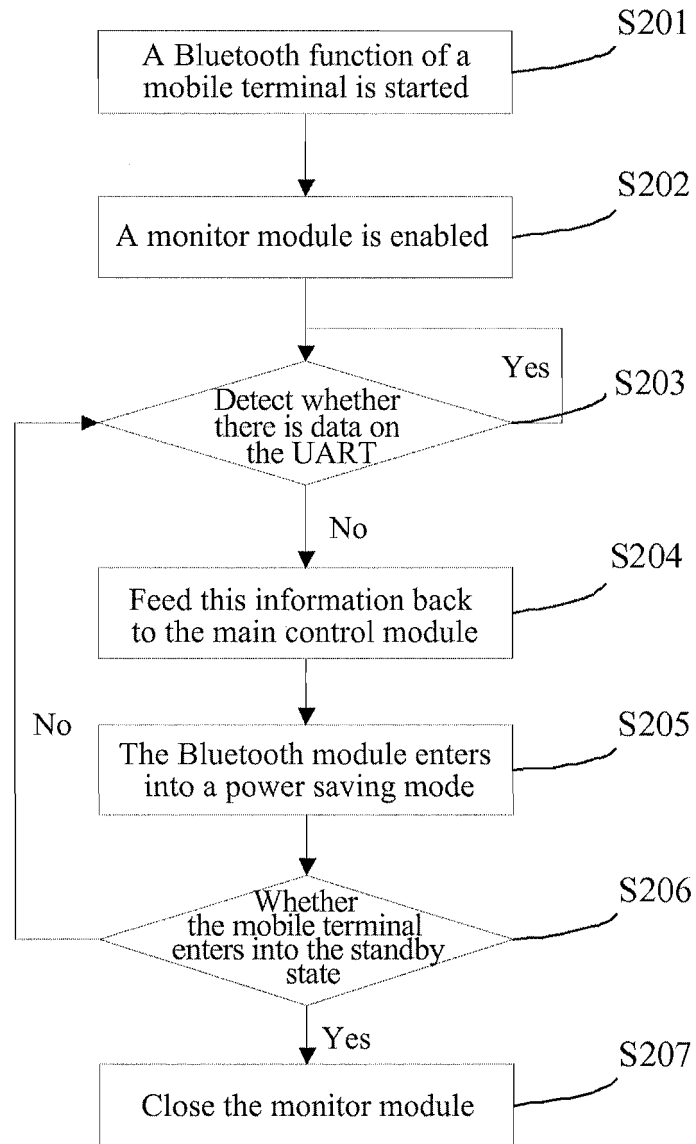 S201
A Bluetooth function of a
mobile terminal is started
S202
A monitor module is enabled
Yes
S203
Detect whether
there is data on
the UART
No
S204
Feed this information back
to the main control module
No
S205
The Bluetooth module enters
into a power saving mode
S206
Whether
the mobile terminal
enters into the standby
state
Yes
S207
Close the monitor module